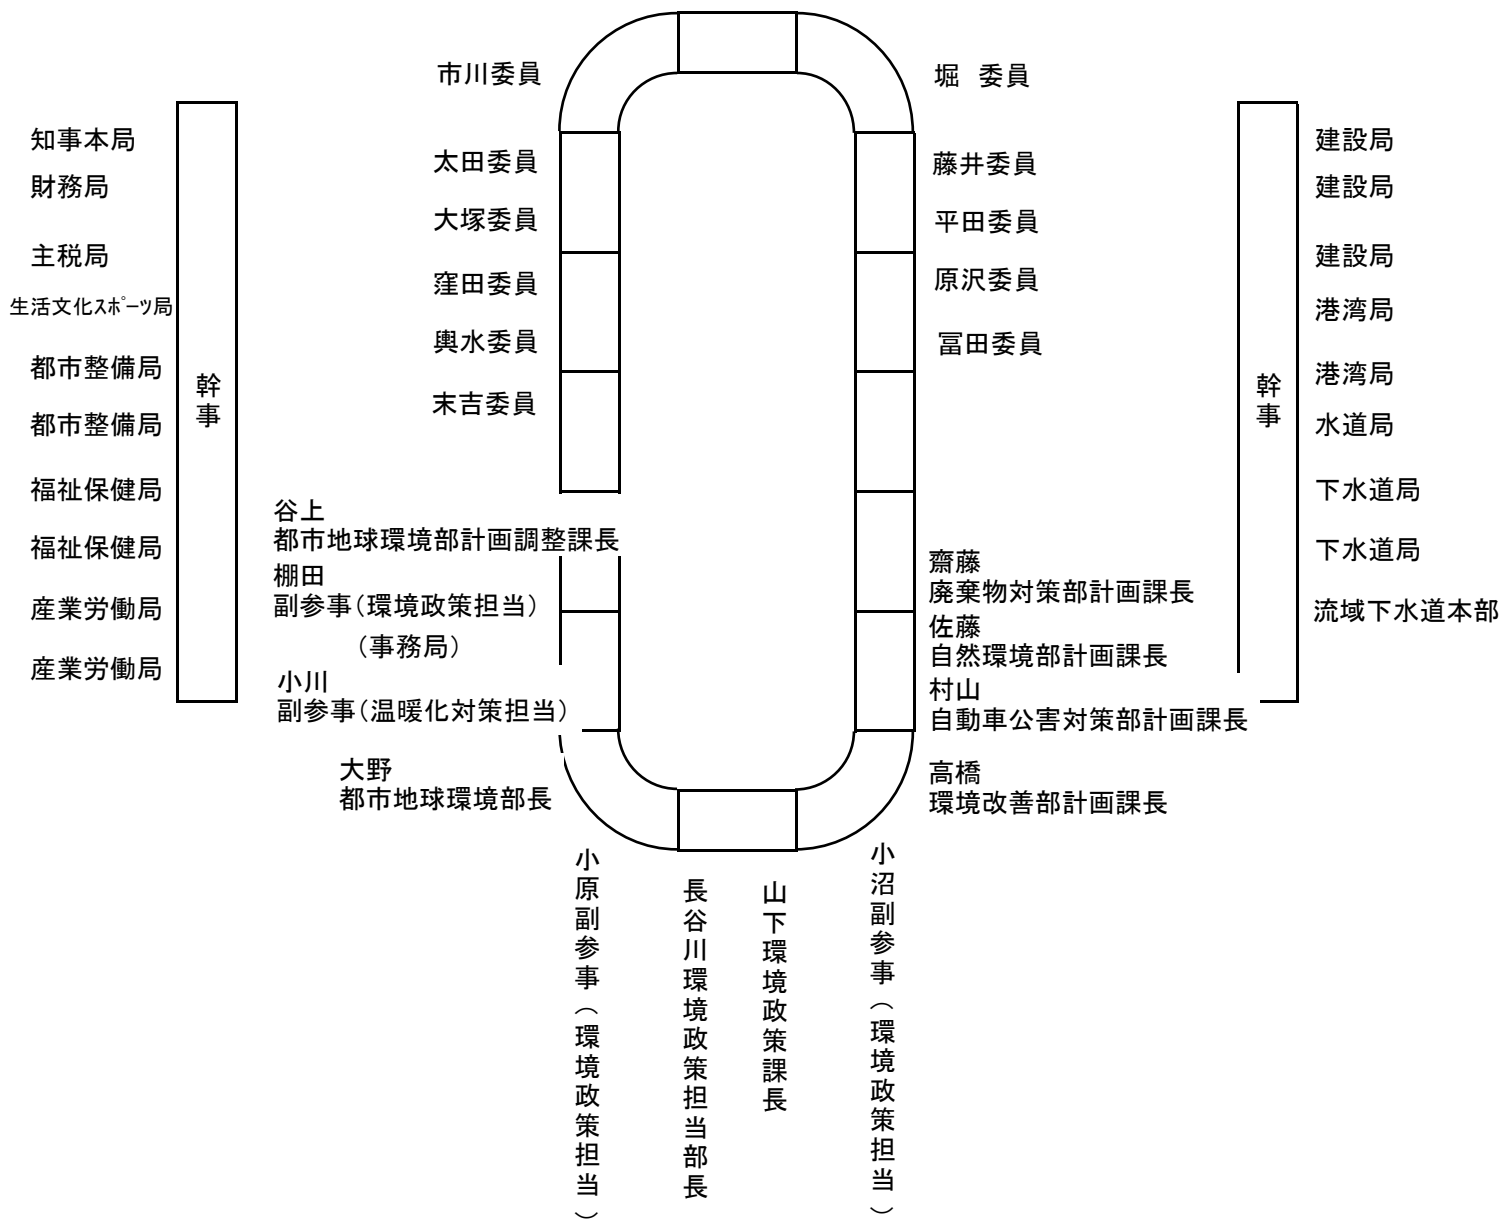 市川委員
堀 委員
知事本局
財務局
主税局
生活文化ｽﾎﾟｰﾂ局
都市整備局
都市整備局
福祉保健局
福祉保健局
産業労働局
産業労働局
幹事
太田委員
大塚委員
窪田委員
輿水委員
末吉委員
谷上
都市地球環境部計画調整課長
棚田
副参事（環境政策担当）
（事務局）
小川
副参事（温暖化対策担当）
大野
都市地球環境部長
藤井委員
平田委員
原沢委員
冨田委員
齋藤
廃棄物対策部計画課長
佐藤
自然環境部計画課長
村山
自動車公害対策部計画課長
高橋
環境改善部計画課長
幹事
建設局
建設局
建設局
港湾局
港湾局
水道局
下水道局
下水道局
流域下水道本部
小原副参事（環境政策担当）
長谷川環境政策担当部長
山下環境政策課長
小沼副参事（環境政策担当）